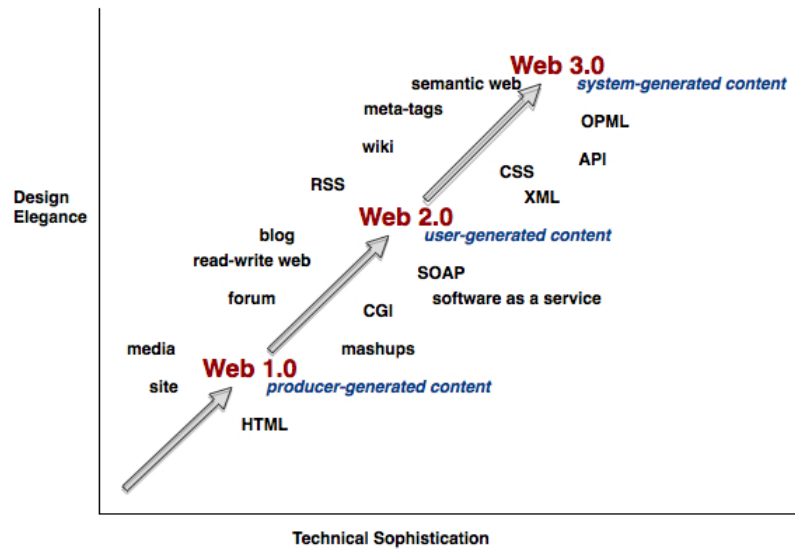 Web 3.0
semantic web
system-generated content
meta-tags
OPML
wiki
API
CSS
RSS
XML
Design
Elegance
Web 2.0
blog
user-generated content
read-write web
SOAP
forum
software as a service
CGI
media
mashups
Web 1.0
site
producer-generated content
HTML
Technical Sophistication